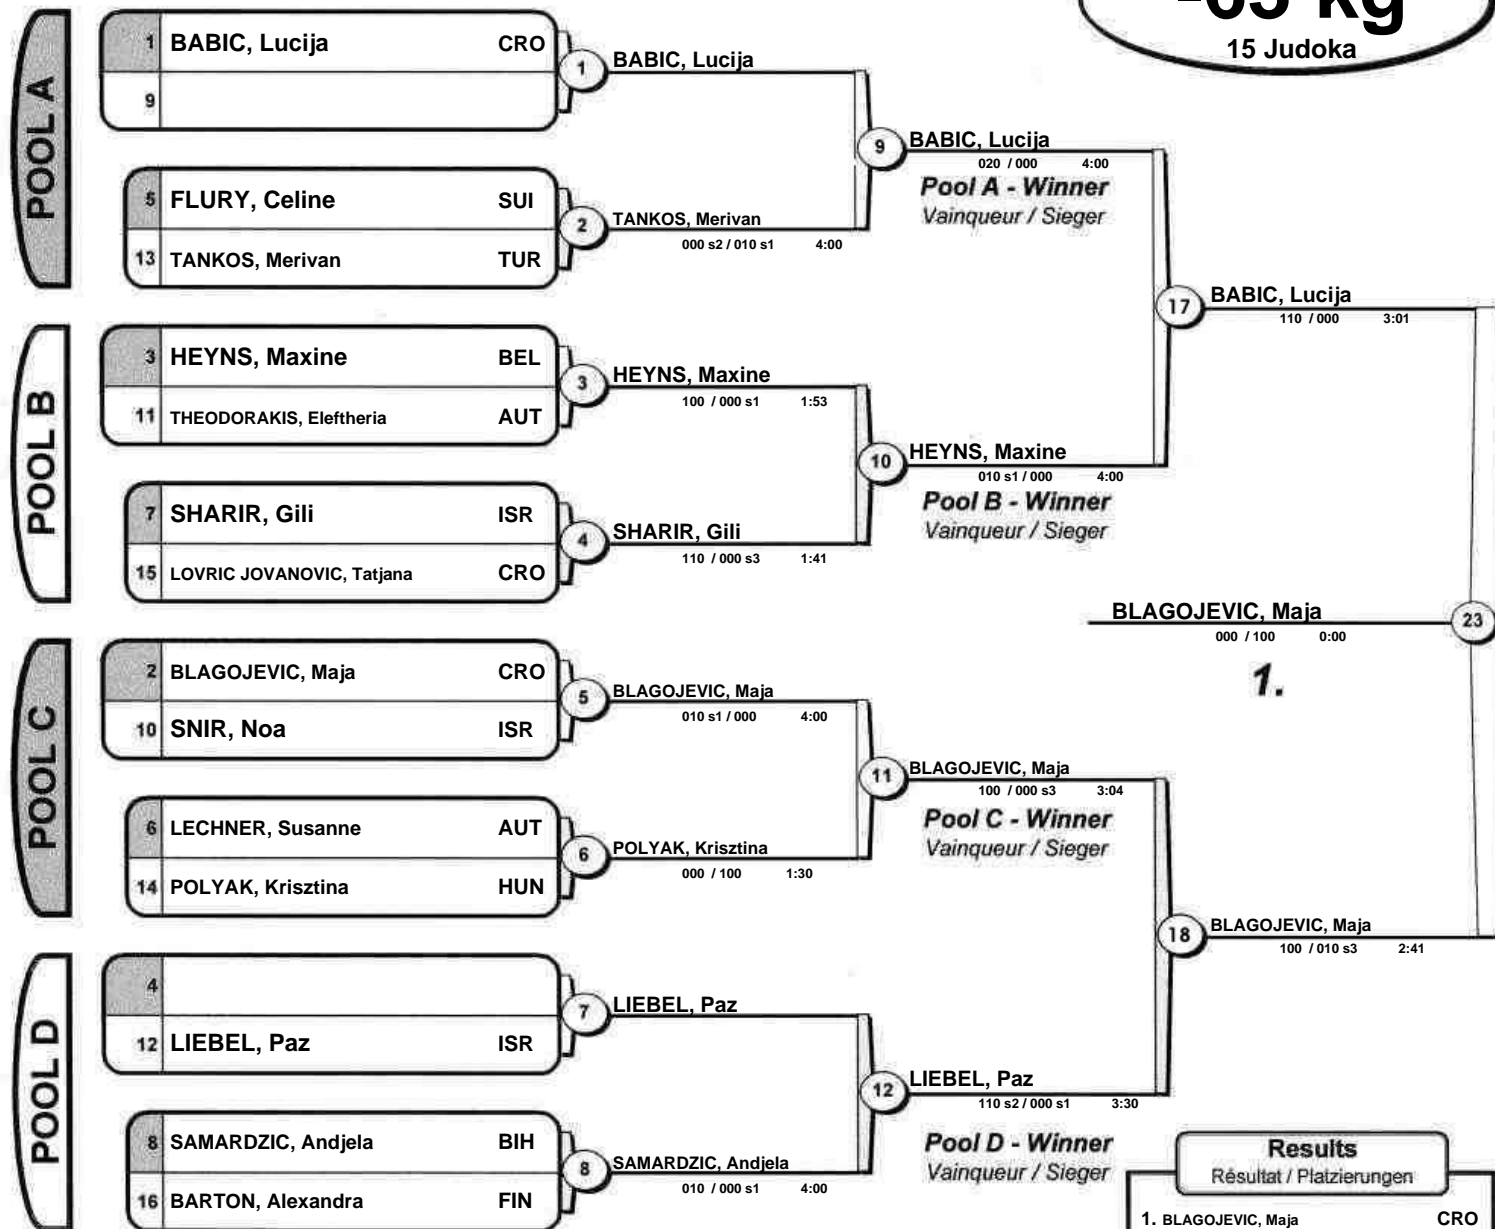 kg
15 Judoka
POOL A
1 BABIC, Lucija CRO
9
1 BABIC, Lucija
5 FLURY, Celine SUI
13 TANKOS, Merivan TUR
2 TANKOS, Merivan
000 s2 / 010 s1 4:00
9 BABIC, Lucija
020 / 000 4:00
Pool A - Winner
Vainqueur / Sieger
POOL B
3 HEYNS, Maxine BEL
11 THEODORAKIS, Eleftheria AUT
3 HEYNS, Maxine
100 / 000 s1 1:53
7 SHARIR, Gili ISR
15 LOVRIC JOVANOVIC, Tatjana CRO
4 SHARIR, Gili
110 / 000 s3 1:41
10 HEYNS, Maxine
010 s1 / 000 4:00
Pool B - Winner
Vainqueur / Sieger
17 BABIC, Lucija
110 / 000 3:01
BLAGOJEVIC, Maja 23
000 / 100 0:00
1.
POOL C
2 BLAGOJEVIC, Maja CRO
10 SNIR, Noa ISR
5 BLAGOJEVIC, Maja
010 s1 / 000 4:00
6 LECHNER, Susanne AUT
14 POLYAK, Krisztina HUN
6 POLYAK, Krisztina
000 / 100 1:30
11 BLAGOJEVIC, Maja
100 / 000 s3 3:04
Pool C - Winner
Vainqueur / Sieger
18 BLAGOJEVIC, Maja
100 / 010 s3 2:41
POOL D
4
12 LIEBEL, Paz ISR
7 LIEBEL, Paz
8 SAMARDZIC, Andjela BIH
16 BARTON, Alexandra FIN
8 SAMARDZIC, Andjela
010 / 000 s1 4:00
12 LIEBEL, Paz
110 s2 / 000 s1 3:30
Pool D - Winner
Vainqueur / Sieger
Results
Résultat / Platzierungen
1. BLAGOJEVIC, Maja CRO